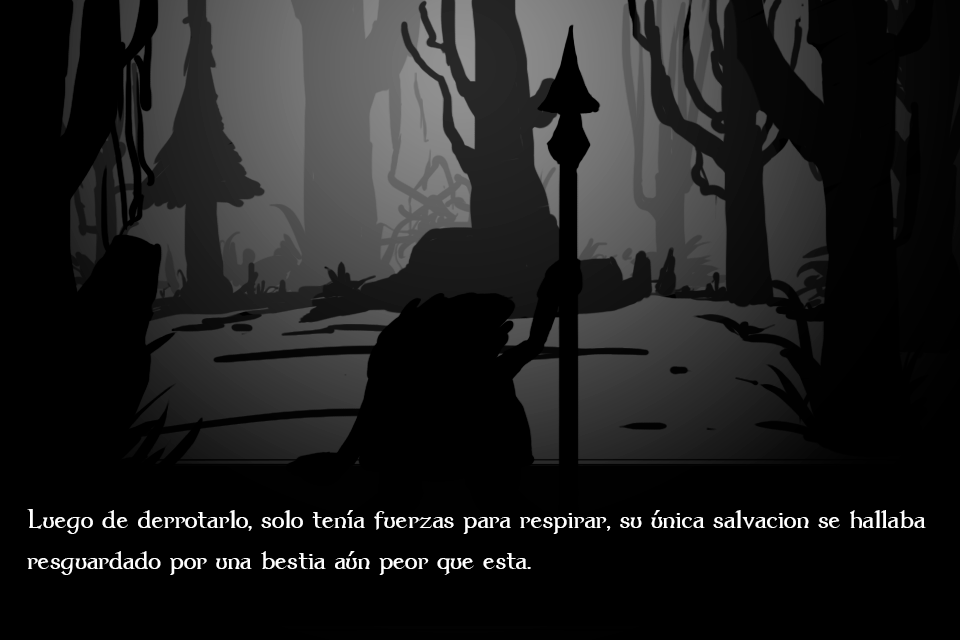 Luego de derrotarlo, solo tenía fuerzas para respirar, su única salvacion se hallaba
resguardado por una bestia aún peor que esta.